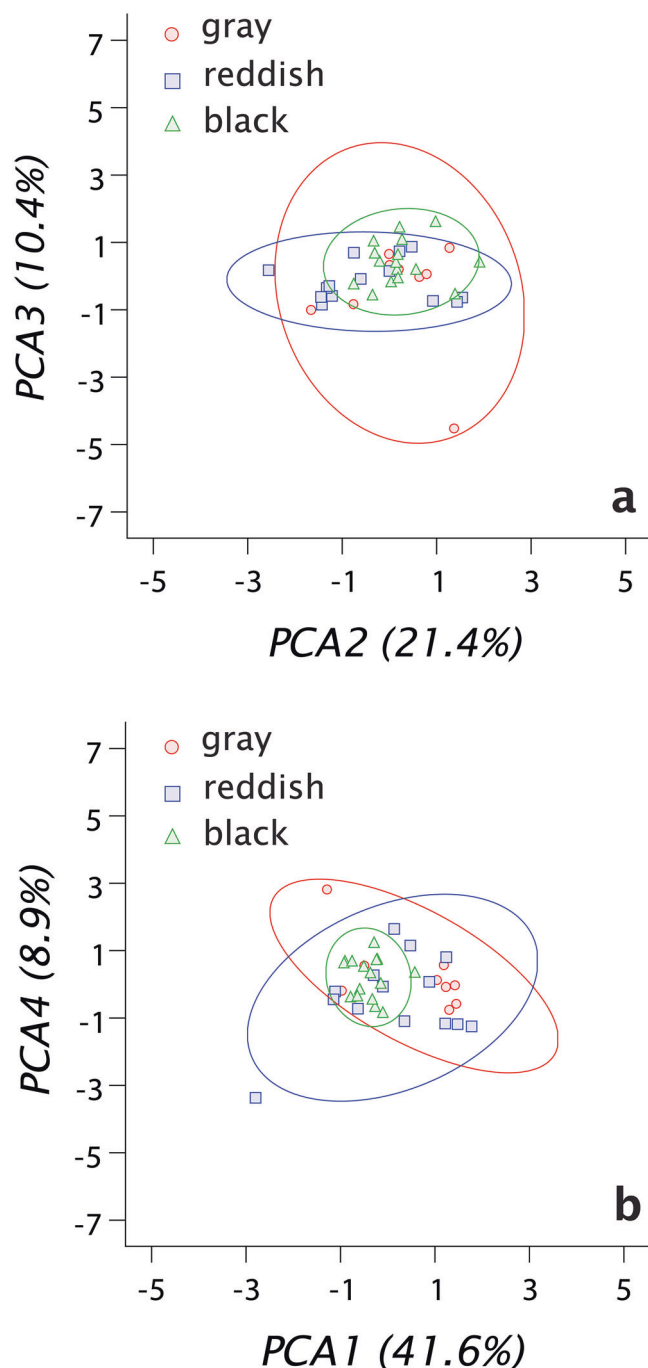 gray
reddish
black
7
5
3
1
-1
-3
-5
-7
PCA3 (10.4%)
a
-5 -3 -1 1 3 5
PCA2 (21.4%)
gray
reddish
black
7
5
3
1
-1
-3
-5
-7
PCA4 (8.9%)
b
-5 -3 -1 1 3 5
PCA1 (41.6%)